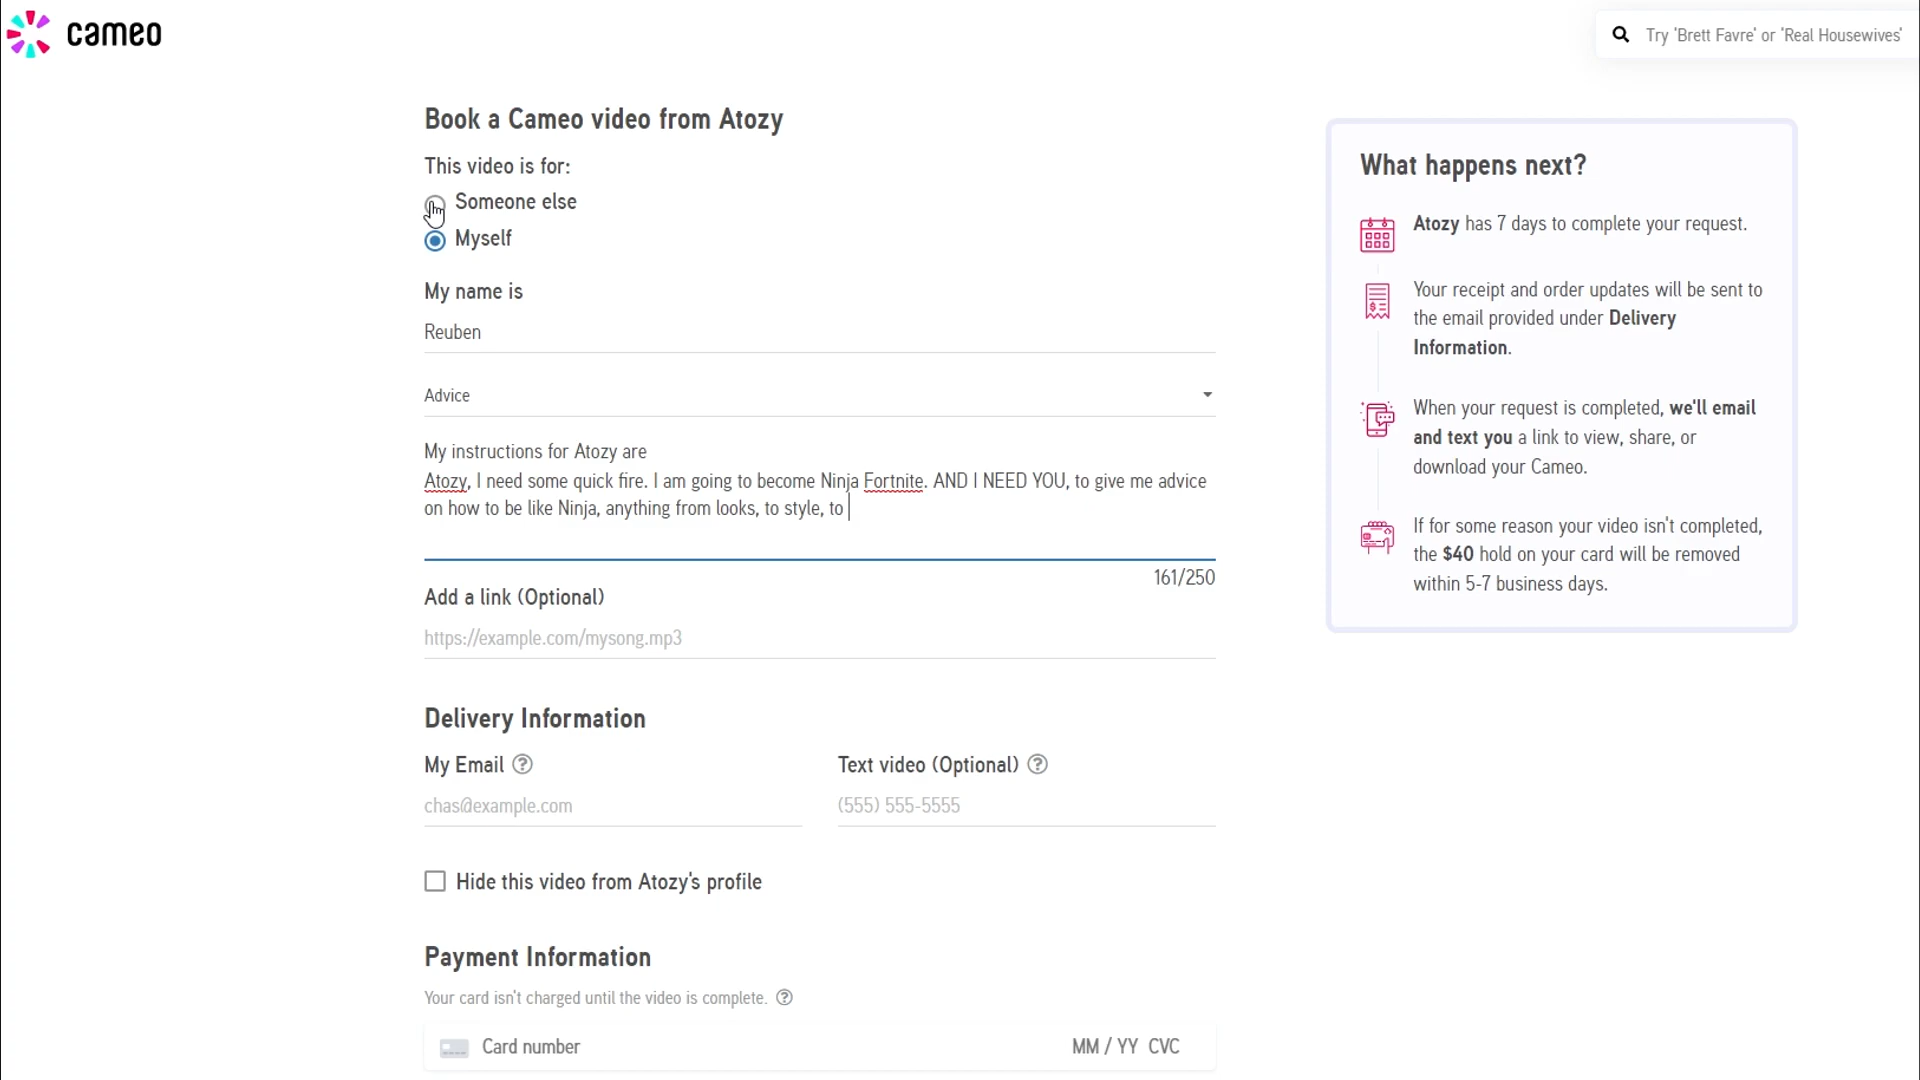 cameo
Try 'Brett Favre' or 'Real Housewives'
Book a Cameo video from Atozy
This video is for:
Someone else
Myself
My name is
Reuben
Advice
My instructions for Atozy are
Atozy, I need some quick fire. I am going to become Ninja Fortnite. AND I NEED YOU, to give me advice
on how to be like Ninja, anything from looks, to style, to
161/250
Add a link (Optional)
https://example.com/mysong.mp3
Delivery Information
My Email ?
Text video (Optional) ?
chas@example.com
(555) 555-5555
Hide this video from Atozy's profile
Payment Information
Your card isn't charged until the video is complete. ?
Card number
MM / YY CVC
What happens next?
Atozy has 7 days to complete your request.
Your receipt and order updates will be sent to
the email provided under Delivery
Information.
When your request is completed, we'll email
and text you a link to view, share, or
download your Cameo.
If for some reason your video isn't completed,
the $40 hold on your card will be removed
within 5-7 business days.